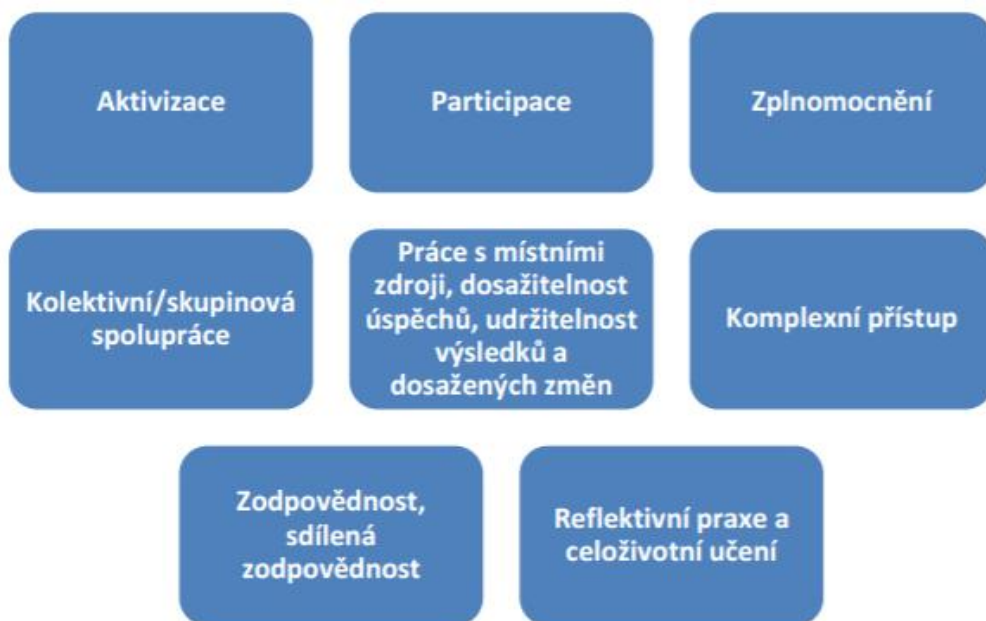 Aktivizace
Participace
Zplnomocnění
Kolektivní/skupinová
spolupráce
Práce s místními
zdroji, dosažitelnost
úspěchů, udržitelnost
výsledků a
dosažených změn
Komplexní přístup
Zodpovědnost,
sdílená
zodpovědnost
Reflektivní praxe a
celoživotní učení